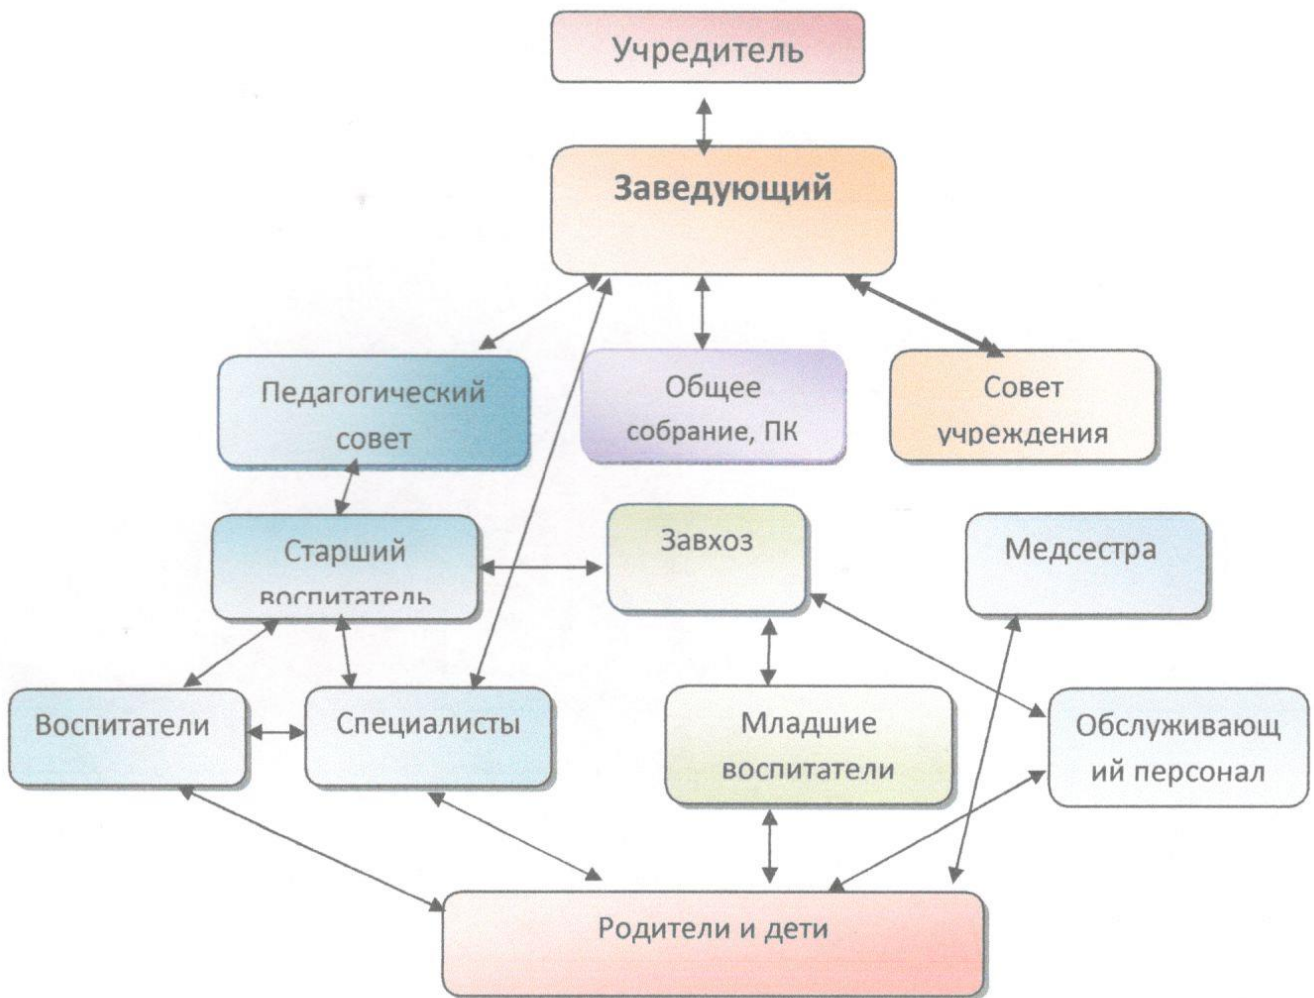 Учредитель
Заведующий
Педагогический
совет
Общее
собрание, ПК
Совет
учреждения
Старший
воспитатель
Завхоз
Медсестра
Воспитатели
Специалисты
Младшие
воспитатели
Обслуживающ
ий персонал
Родители и дети